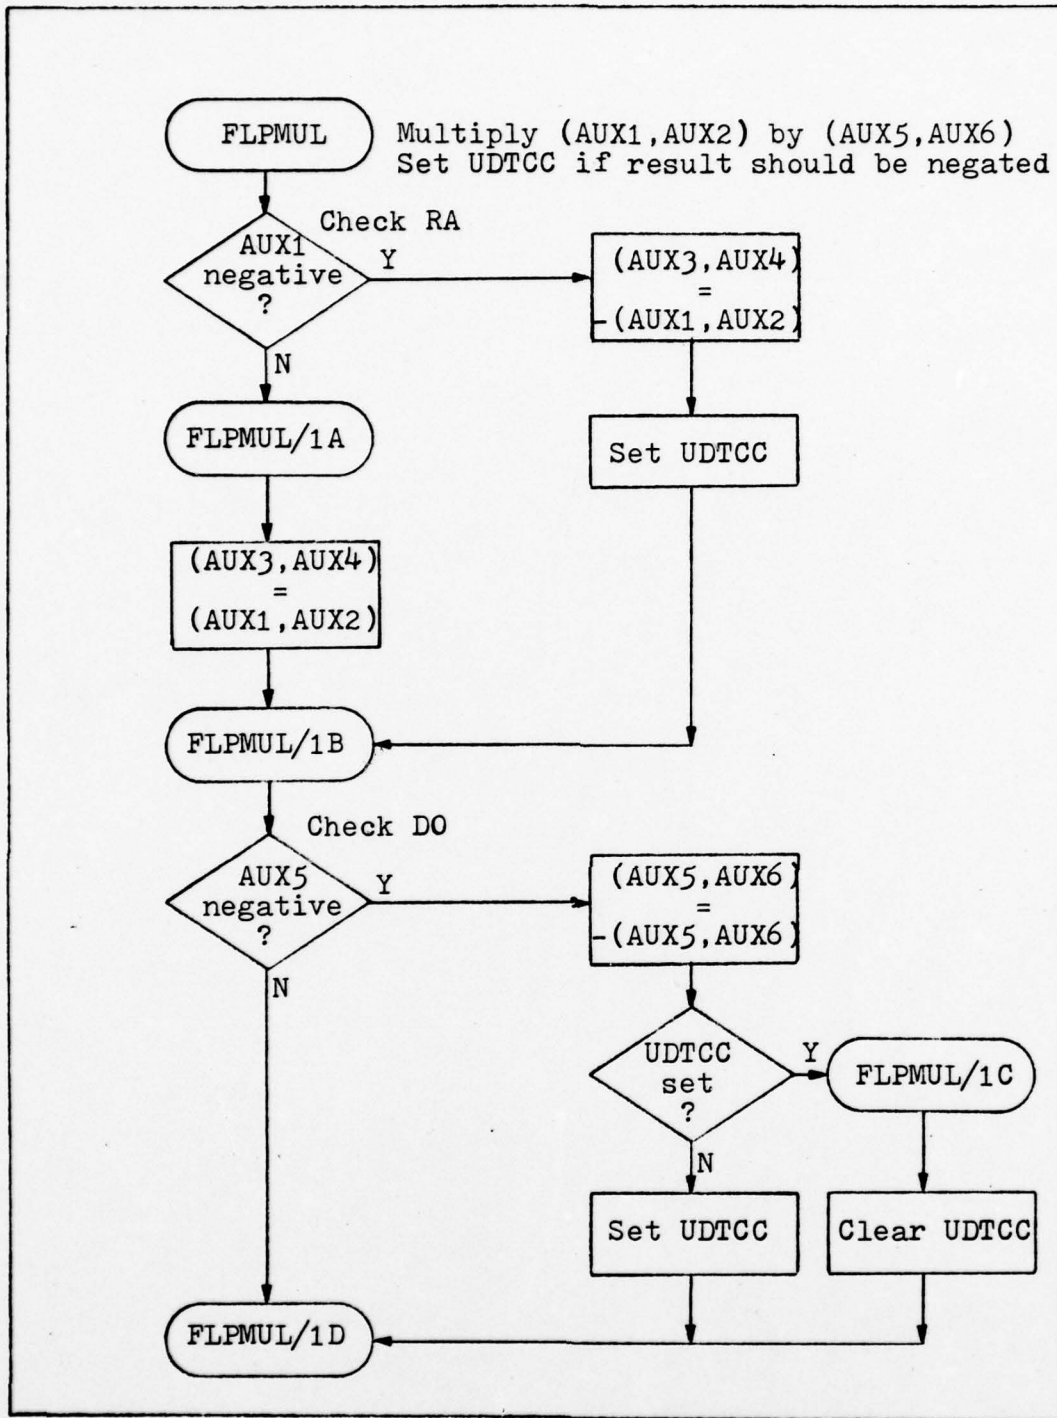 FLPMUL
Multiply (AUX1,AUX2) by (AUX5,AUX6)
Set UDTCC if result should be negated
Check RA
AUX1
negative
?
Y
N
(AUX3,AUX4)
=
-(AUX1,AUX2)
FLPMUL/1A
Set UDTCC
(AUX3,AUX4)
=
(AUX1,AUX2)
FLPMUL/1B
Check DO
AUX5
negative
?
Y
N
(AUX5,AUX6)
=
-(AUX5,AUX6)
UDTCC
set
?
Y
N
FLPMUL/1C
Set UDTCC
Clear UDTCC
FLPMUL/1D